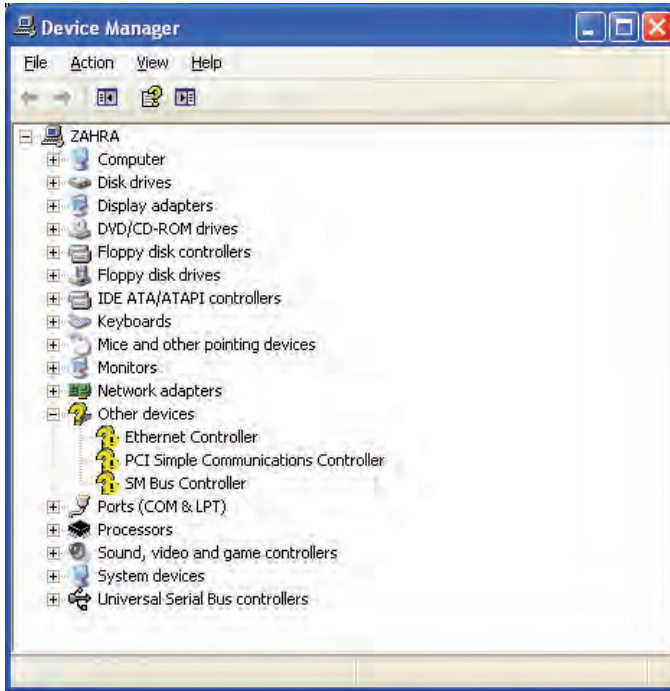 Device Manager
File Action View Help
ZAHRA
Computer
Disk drives
Display adapters
DVD/CD-ROM drives
Floppy disk controllers
Floppy disk drives
IDE ATA/ATAPI controllers
Keyboards
Mice and other pointing devices
Monitors
Network adapters
Other devices
Ethernet Controller
PCI Simple Communications Controller
SM Bus Controller
Ports (COM & LPT)
Processors
Sound, video and game controllers
System devices
Universal Serial Bus controllers